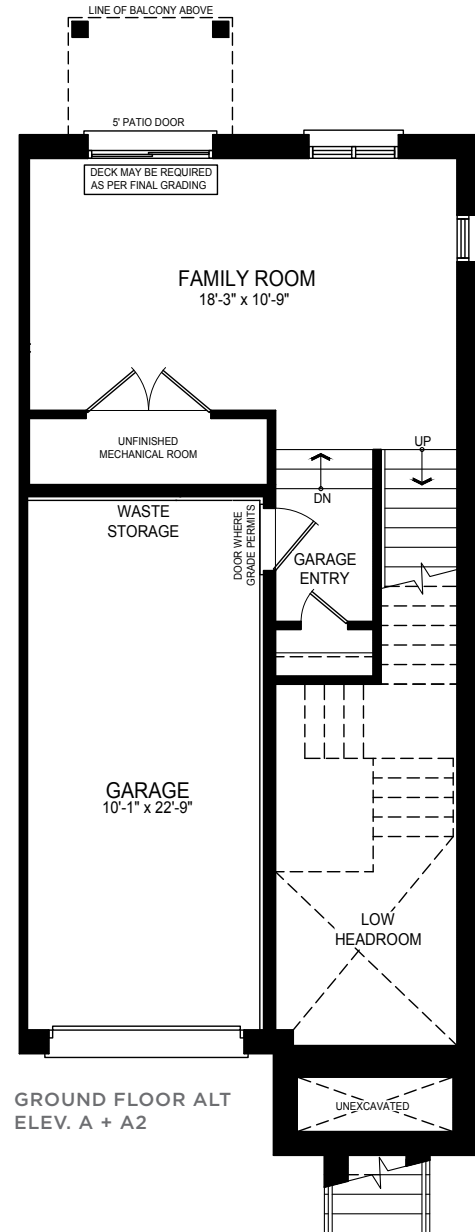 LINE OF BALCONY ABOVE
5' PATIO DOOR
DECK MAY BE REQUIRED
AS PER FINAL GRADING
FAMILY ROOM
18'-3" x 10'-9"
UNFINISHED
MECHANICAL ROOM
UP
DN
WASTE
STORAGE
DOOR WHERE
GRADE PERMITS
GARAGE
ENTRY
GARAGE
10'-1" x 22'-9"
LOW
HEADROOM
UNEXCAVATED
GROUND FLOOR ALT
ELEV. A + A2